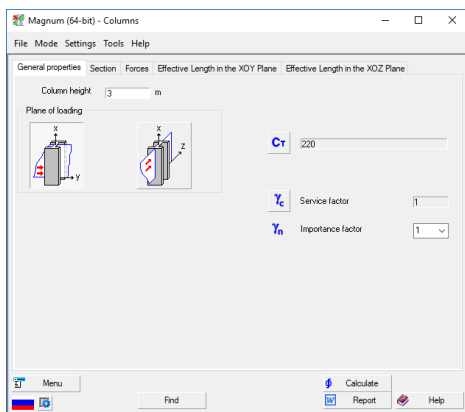 Magnum (64-bit) - Columns
File Mode Settings Tools Help
General properties Section Forces Effective Length in the XOY Plane Effective Length in the XOZ Plane
Column height 3 m
Plane of loading
X
Y
X
Z
Cт 220
γc Service factor 1
γn Importance factor 1
Menu
Calculate
Find
Report
Help